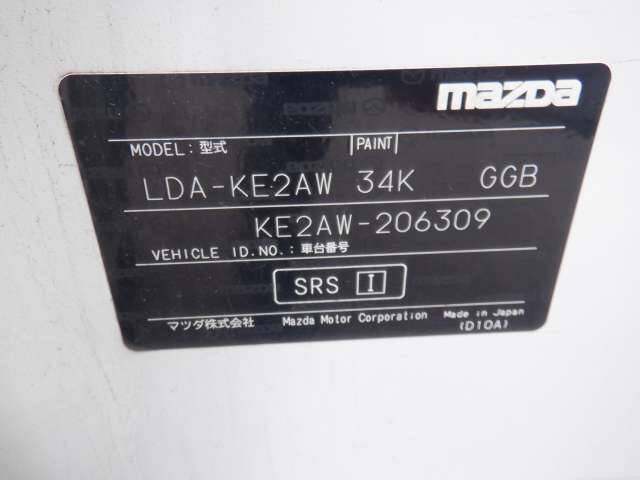 mazda
MODEL: 型式 |PAINT|
LDA-KE2AW 34K GGB
KE2AW-206309
VEHICLE ID.NO.: 車台番号
SRS I
マツダ株式会社 Mazda Motor Corporation Made in Japan
(D10A)